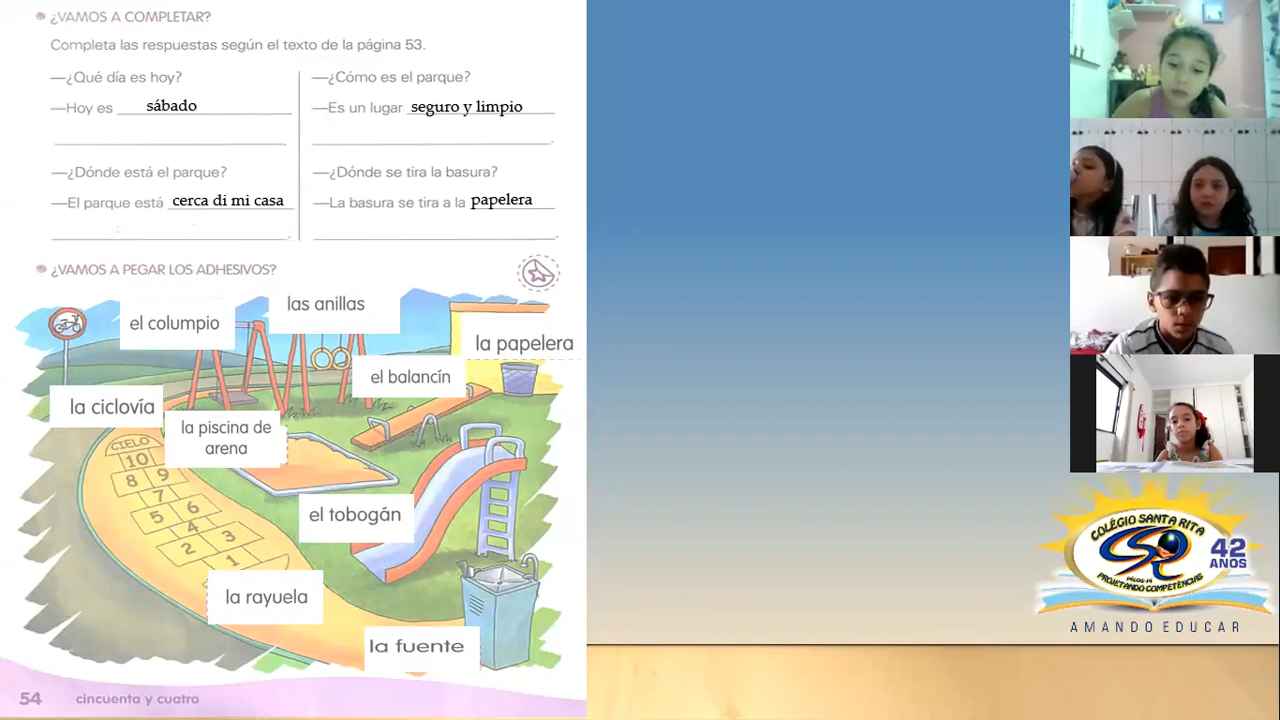 ¿VAMOS A COMPLETAR?
Completa las respuestas según el texto de la página 53.
—¿Qué día es hoy?
—Hoy es sábado
—¿Dónde está el parque?
—El parque está cerca di mi casa
—¿Cómo es el parque?
—Es un lugar seguro y limpio
—¿Dónde se tira la basura?
—La basura se tira a la papelera
¿VAMOS A PEGAR LOS ADHESIVOS?
las anillas
el columpio
la papelera
el balancín
la ciclovía
la piscina de
arena
CIELO
10
8 9
7
5 6
4
2 3
1
el tobogán
la rayuela
la fuente
54 cincuenta y cuatro
COLÉGIO SANTA RITA
42
ANOS
PICOS-PI
PROJETANDO COMPETÊNCIAS
AMANDO EDUCAR